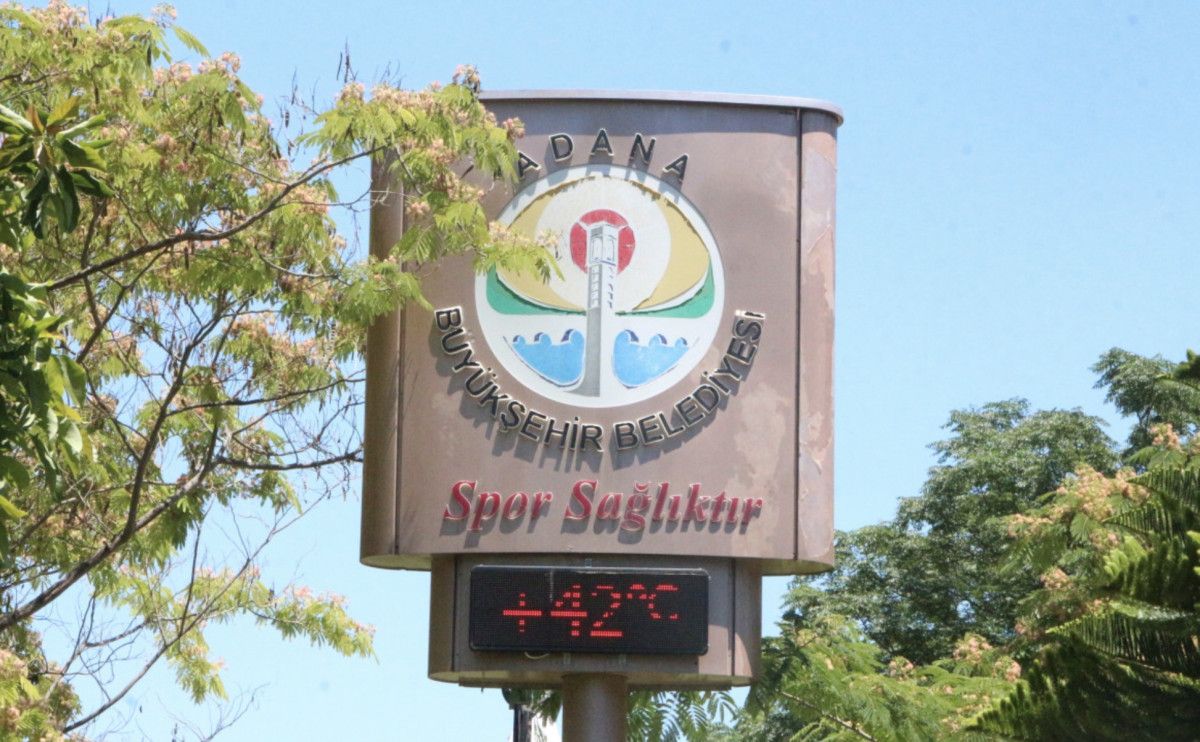 ADANA
BÜYÜKŞEHİR BELEDİYESİ
Spor Sağlıktır
+42°C